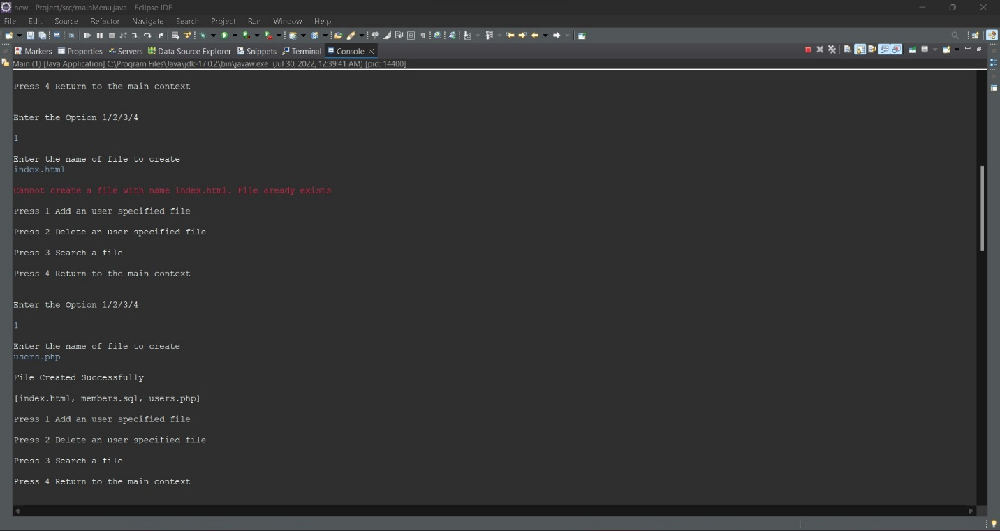 new - Project/src/mainMenu.java - Eclipse IDE
File Edit Source Refactor Navigate Search Project Run Window Help
Markers Properties Servers Data Source Explorer Snippets Terminal Console
Main (1) [Java Application] C:\Program Files\Java\jdk-17.0.2\bin\javaw.exe (Jul 30, 2022, 12:39:41 AM) [pid: 14400]
Press 4 Return to the main context
Enter the Option 1/2/3/4
1
Enter the name of file to create
index.html
Cannot create a file with name index.html. File aready exists
Press 1 Add an user specified file
Press 2 Delete an user specified file
Press 3 Search a file
Press 4 Return to the main context
Enter the Option 1/2/3/4
1
Enter the name of file to create
users.php
File Created Successfully
[index.html, members.sql, users.php]
Press 1 Add an user specified file
Press 2 Delete an user specified file
Press 3 Search a file
Press 4 Return to the main context